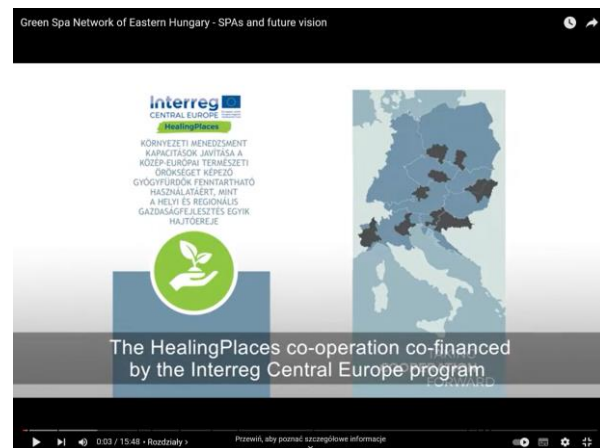 Green Spa Network of Eastern Hungary - SPAs and future vision
Interreg
CENTRAL EUROPE
HealingPlaces
KÖRNYEZETI MENEDZSMENT
KAPACITÁSOK JAVÍTÁSA A
KÖZÉP-EURÓPAI TERMÉSZETI
ÖRÖKSÉGET KÉPEZŐ
GYÓGYFÜRDŐK FENNTARTHATÓ
HASZNÁLATÁÉRT, MINT
A HELYI ÉS REGIONÁLIS
GAZDASÁGFEJLESZTÉS EGYIK
HAJTÓEREJE
The HealingPlaces co-operation co-financed
by the Interreg Central Europe program
COOPERATION
FORWARD
0:03 / 15:48 • Rozdziały >
Przewiń, aby poznać szczegółowe informacje